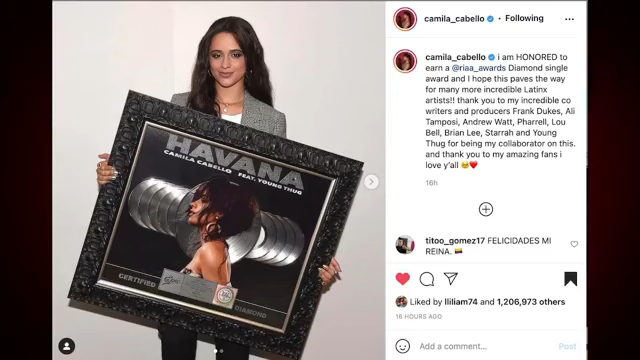 HAVANA
CAMILA CABELLO FEAT. YOUNG THUG
CERTIFIED
DIAMOND
camila_cabello • Following
camila_cabello i am HONORED to
earn a @riaa_awards Diamond single
award and I hope this paves the way
for many more incredible Latinx
artists!! thank you to my incredible co
writers and producers Frank Dukes, Ali
Tamposi, Andrew Watt, Pharrell, Lou
Bell, Brian Lee, Starrah and Young
Thug for being my collaborator on this.
and thank you to my amazing fans i
love y'all 🥺❤️
16h
titoo_gomez17 FELICIDADES MI
REINA. 🇪🇨
Liked by lliliam74 and 1,206,973 others
16 HOURS AGO
Add a comment...
Post